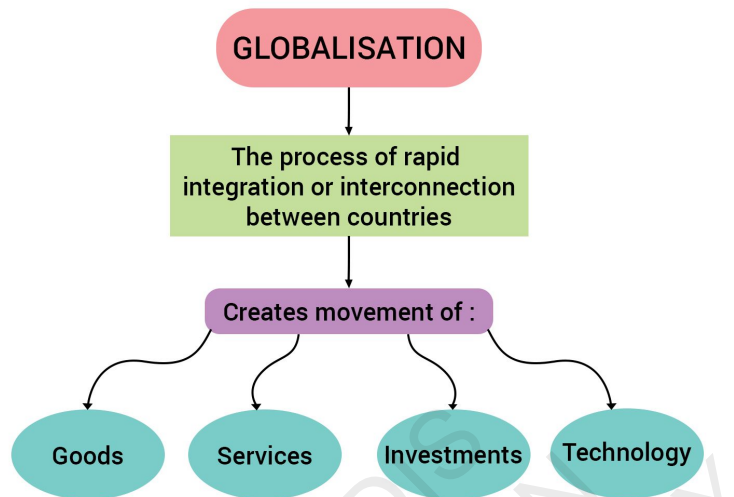 GLOBALISATION
The process of rapid
integration or interconnection
between countries
Creates movement of :
Goods
Services
Investments
Technology